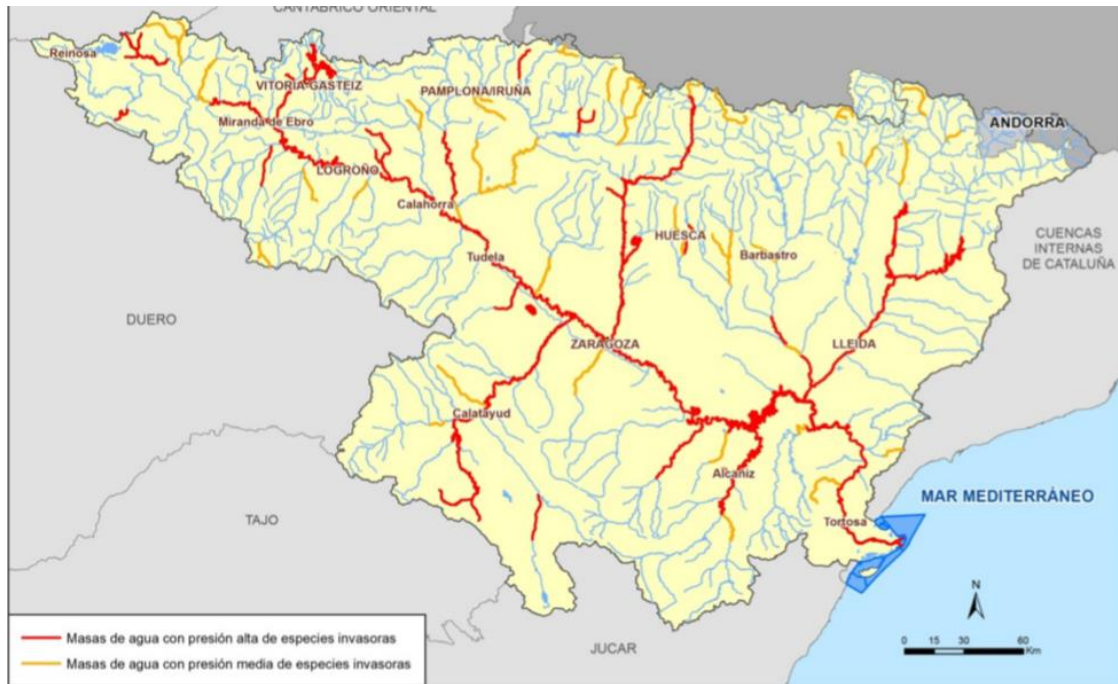 CANTÁBRICO ORIENTAL
Reinosa
VITORIA-GASTEIZ
PAMPLONA/IRUÑA
Miranda de Ebro
ANDORRA
LOGROÑO
Calahorra
HUESCA
Barbastro
CUENCAS
INTERNAS
DE CATALUÑA
Tudela
DUERO
ZARAGOZA
LLEIDA
Calatayud
Alcañiz
MAR MEDITERRÁNEO
TAJO
Tortosa
N
JUCAR
0 15 30 60
Km
Masas de agua con presión alta de especies invasoras
Masas de agua con presión media de especies invasoras